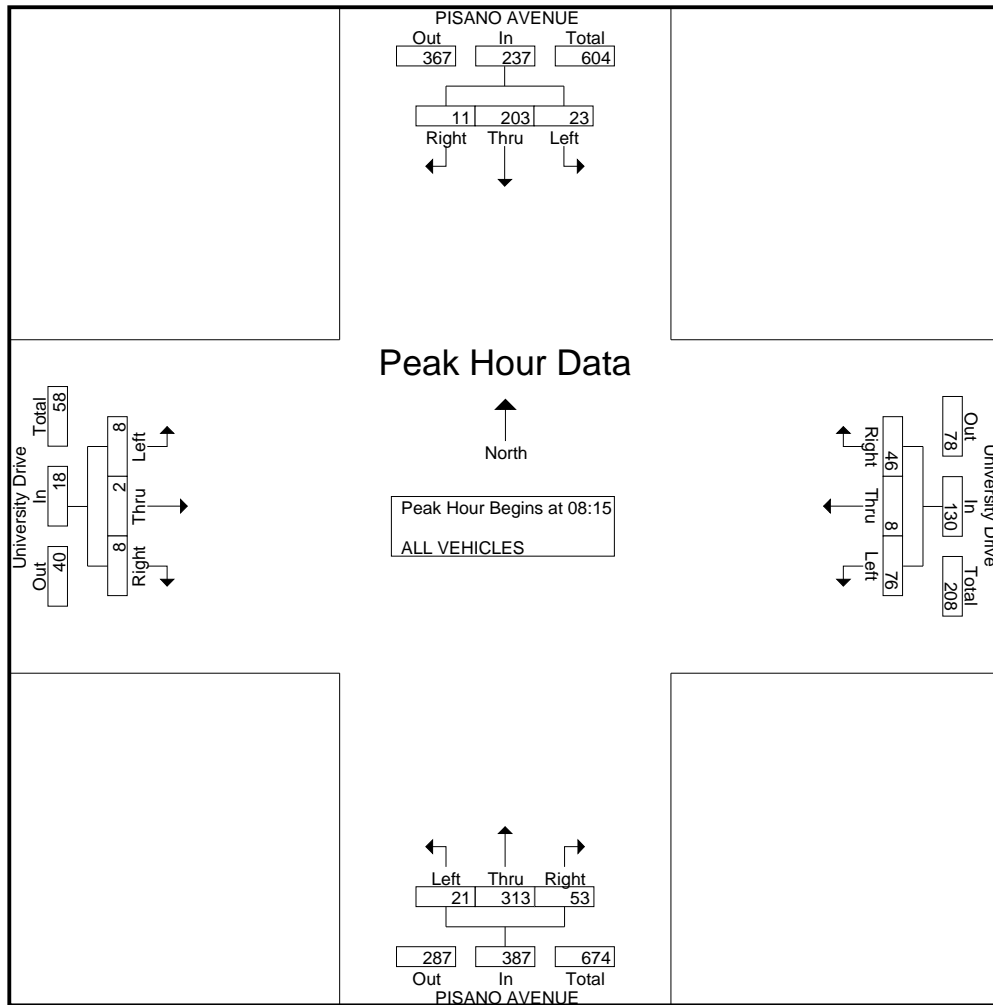 PISANO AVENUE
Out In Total
367 237 604
11 203 23
Right Thru Left
Peak Hour Data
North
Peak Hour Begins at 08:15
ALL VEHICLES
University Drive
Total In Out
58 18 40
8 2 8
Left Thru Right
University Drive
Out In Total
78 130 208
46 8 76
Right Thru Left
Left Thru Right
21 313 53
287 387 674
Out In Total
PISANO AVENUE